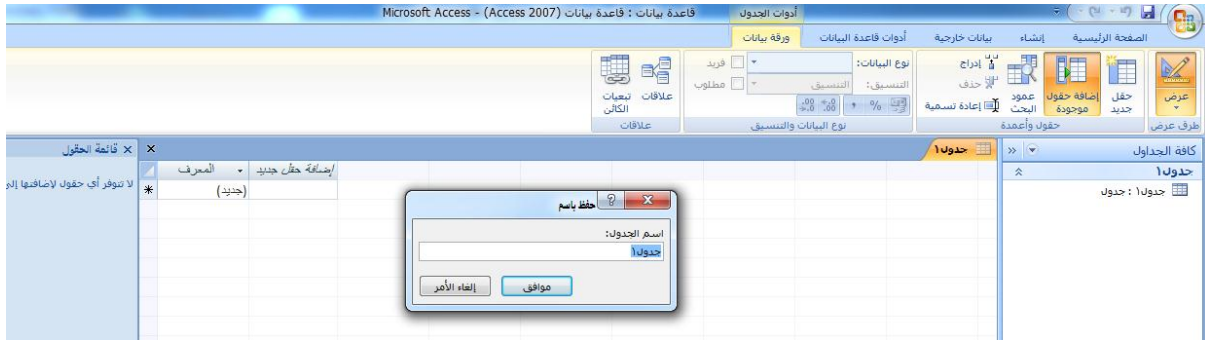 أدوات الجدول
قاعدة بيانات : قاعدة بيانات (Access 2007) - Microsoft Access
الصفحة الرئيسية إنشاء بيانات خارجية أدوات قاعدة البيانات ورقة بيانات
عرض
طرق عرض
حقل جديد
إضافة حقول موجودة
عمود البحث
إدراج
حذف
إعادة تسمية
حقول وأعمدة
نوع البيانات:
التنسيق: التنسيق
فريد
مطلوب
نوع البيانات والتنسيق
علاقات
تبعيات الكائن
علاقات
كافة الجداول
جدول١
جدول١ : جدول
جدول١
المعرف إضافة حقل جديد
(جديد)
قائمة الحقول
لا تتوفر أي حقول لإضافتها إلى
حفظ باسم
اسم الجدول:
جدول١
موافق إلغاء الأمر